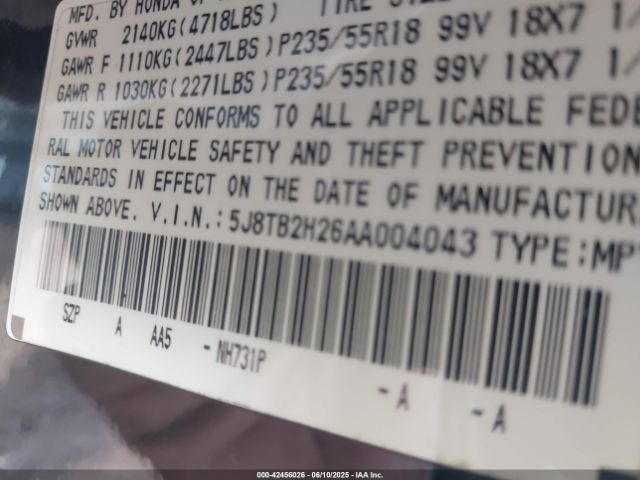 MFD. BY HONDA OF
GVWR 2140KG(4718LBS)
GAWR F 1110KG(2447LBS)P235/55R18 99V 18X7 1/
GAWR R 1030KG(2271LBS)P235/55R18 99V 18X7 1/
THIS VEHICLE CONFORMS TO ALL APPLICABLE FEDE
RAL MOTOR VEHICLE SAFETY AND THEFT PREVENTION
STANDARDS IN EFFECT ON THE DATE OF MANUFACTUR
SHOWN ABOVE. V.I.N.:5J8TB2H26AA004043 TYPE:MP
SZP A AA5 - NH731P - A - A
000-42456026 - 06/10/2025 - IAA Inc.